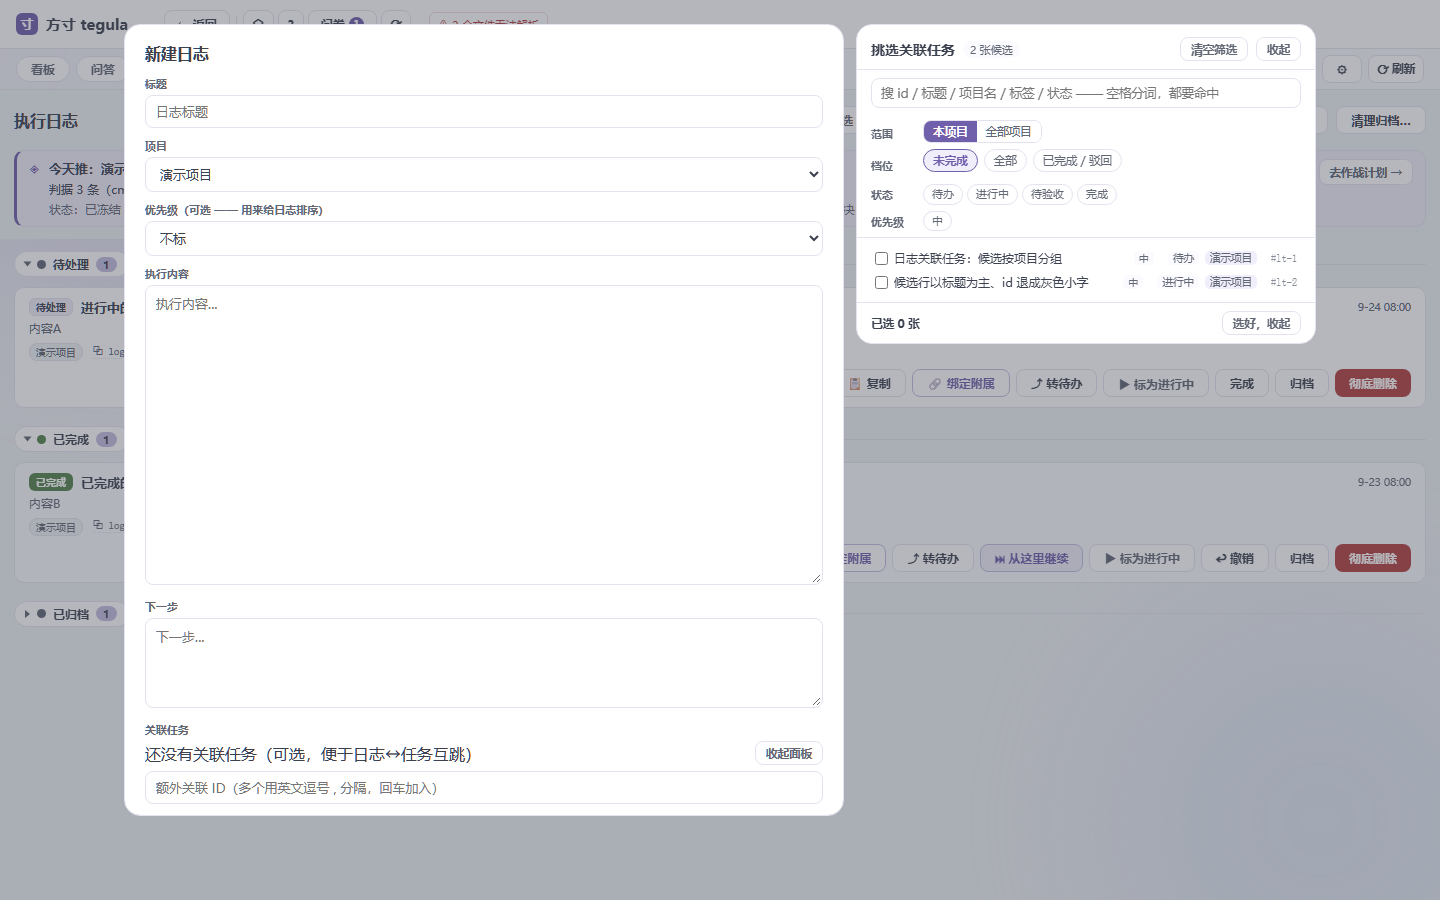 寸 方寸 tegula
返回
问卷
看板
问答
刷新
执行日志
清理归档...
今天推：演示
判据 3 条（cm
状态：已冻结
去作战计划 →
待处理 1
待处理 进行中的
内容A
演示项目 log
9-24 08:00
复制
绑定附属
转待办
标为进行中
完成
归档
彻底删除
已完成 1
已完成 已完成的
内容B
演示项目 log
9-23 08:00
定附属
转待办
从这里继续
标为进行中
撤销
归档
彻底删除
已归档 1
新建日志
标题
日志标题
项目
演示项目
优先级（可选 —— 用来给日志排序）
不标
执行内容
执行内容...
下一步
下一步...
关联任务
还没有关联任务（可选，便于日志↔任务互跳）
收起面板
额外关联 ID（多个用英文逗号 , 分隔，回车加入）
挑选关联任务 2 张候选
清空筛选
收起
搜 id / 标题 / 项目名 / 标签 / 状态 —— 空格分词，都要命中
范围 本项目 全部项目
档位 未完成 全部 已完成 / 驳回
状态 待办 进行中 待验收 完成
优先级 中
日志关联任务：候选按项目分组 中 待办 演示项目 #lt-1
候选行以标题为主、id 退成灰色小字 中 进行中 演示项目 #lt-2
已选 0 张
选好，收起